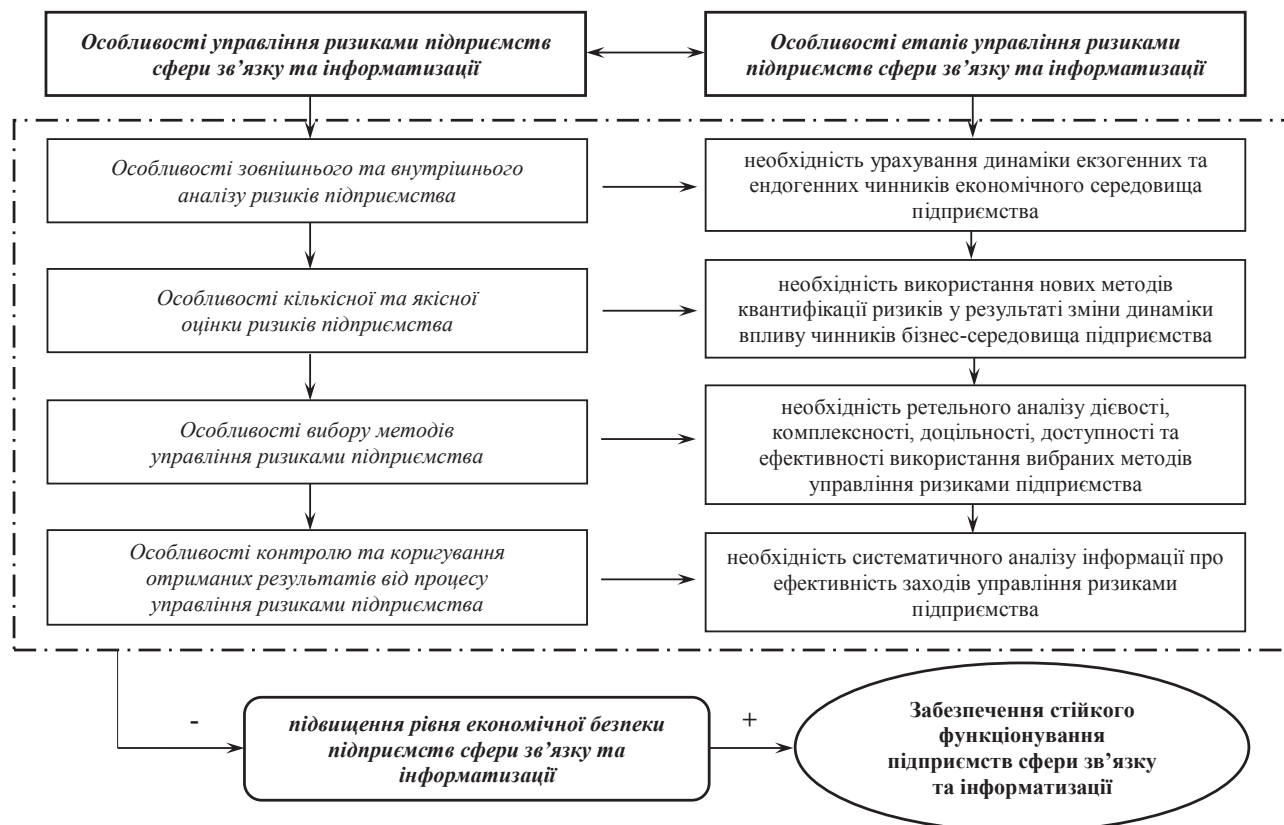 Особливості управління ризиками підприємств
сфери зв’язку та інформатизації
Особливості етапів управління ризиками
підприємств сфери зв’язку та інформатизації
Особливості зовнішнього та внутрішнього
аналізу ризиків підприємства
необхідність урахування динаміки екзогенних та
ендогенних чинників економічного середовища
підприємства
Особливості кількісної та якісної
оцінки ризиків підприємства
необхідність використання нових методів
квантифікації ризиків у результаті зміни динаміки
впливу чинників бізнес-середовища підприємства
Особливості вибору методів
управління ризиками підприємства
необхідність ретельного аналізу дієвості,
комплексності, доцільності, доступності та
ефективності використання вибраних методів
управління ризиками підприємства
Особливості контролю та коригування
отриманих результатів від процесу
управління ризиками підприємства
необхідність систематичного аналізу інформації про
ефективність заходів управління ризиками
підприємства
-
підвищення рівня економічної безпеки
підприємств сфери зв’язку та
інформатизації
+
Забезпечення стійкого
функціонування
підприємств сфери зв’язку
та інформатизації